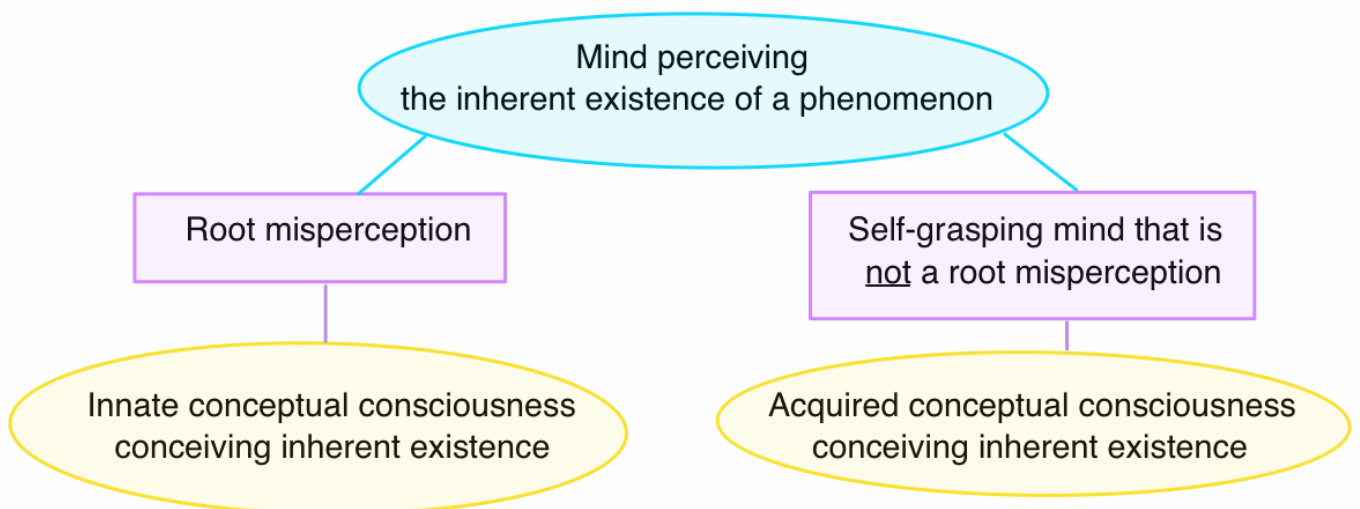 Mind perceiving
the inherent existence of a phenomenon
Root misperception
Self-grasping mind that is
not a root misperception
Innate conceptual consciousness
conceiving inherent existence
Acquired conceptual consciousness
conceiving inherent existence